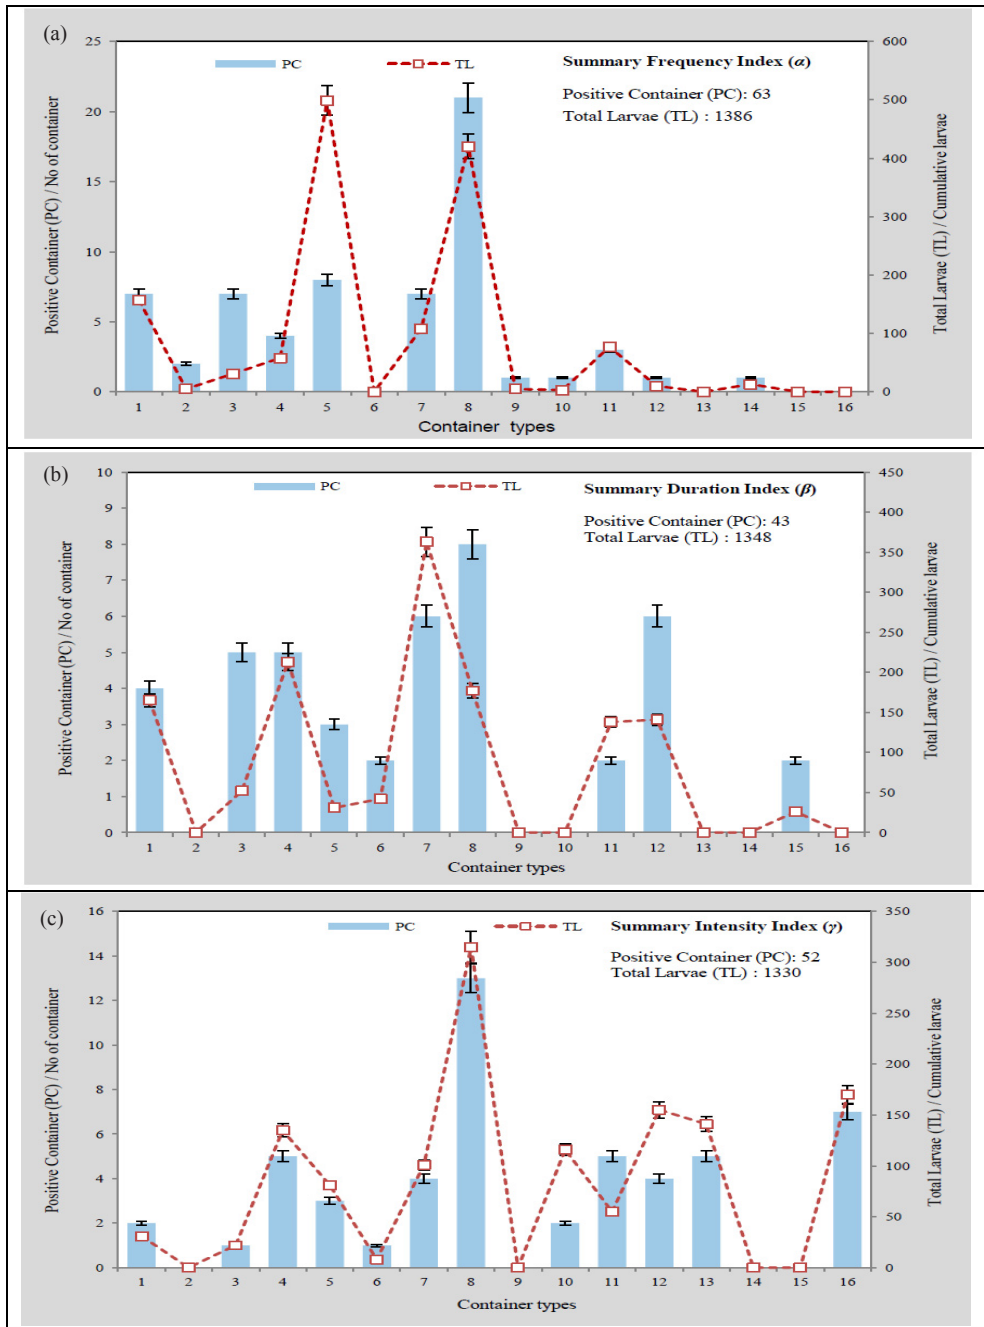 (a)
PC
TL
Summary Frequency Index (α)
Positive Container (PC): 63
Total Larvae (TL) : 1386
Positive Container (PC) / No of container
25
20
15
10
5
0
Total Larvae (TL) / Cumulative larvae
600
500
400
300
200
100
0
1 2 3 4 5 6 7 8 9 10 11 12 13 14 15 16
Container types
(b)
PC
TL
Summary Duration Index (β)
Positive Container (PC): 43
Total Larvae (TL) : 1348
Positive Container (PC) / No of container
10
9
8
7
6
5
4
3
2
1
0
Total Larvae (TL) / Cumulative larvae
450
400
350
300
250
200
150
100
50
0
1 2 3 4 5 6 7 8 9 10 11 12 13 14 15 16
Container types
(c)
PC
TL
Summary Intensity Index (γ)
Positive Container (PC): 52
Total Larvae (TL) : 1330
Positive Container (PC) / No of container
16
14
12
10
8
6
4
2
0
Total Larvae (TL) / Cumulative larvae
350
300
250
200
150
100
50
0
1 2 3 4 5 6 7 8 9 10 11 12 13 14 15 16
Container types